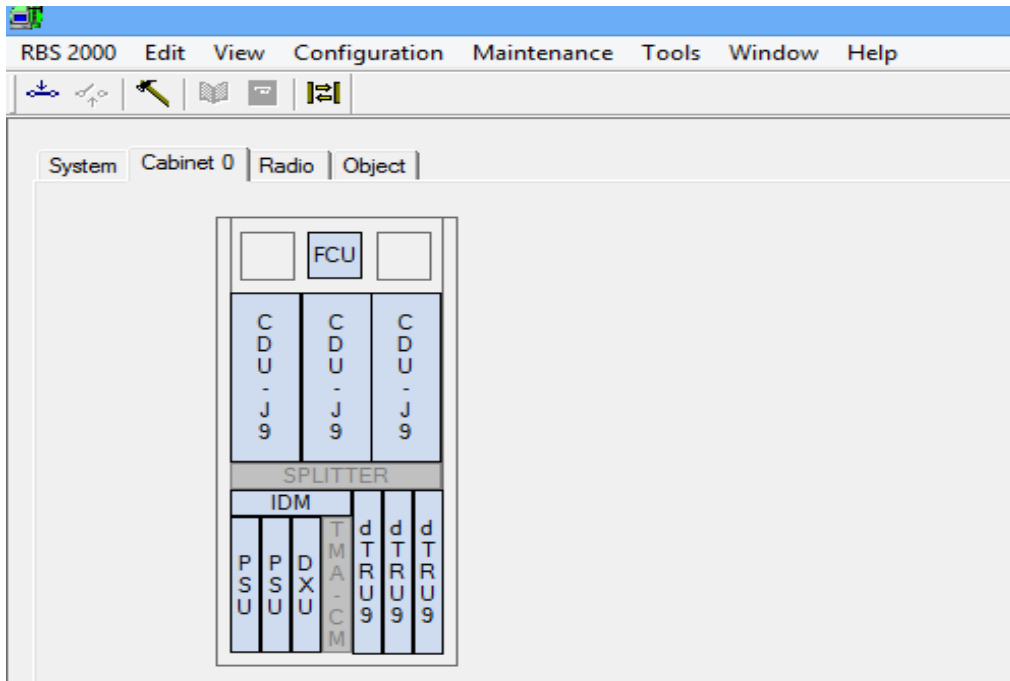 RBS 2000 Edit View Configuration Maintenance Tools Window Help
System Cabinet 0 Radio Object
FCU
CDU-J9 CDU-J9 CDU-J9
SPLITTER
IDM
PSU PSU DXU TMA-CM dTRU9 dTRU9 dTRU9